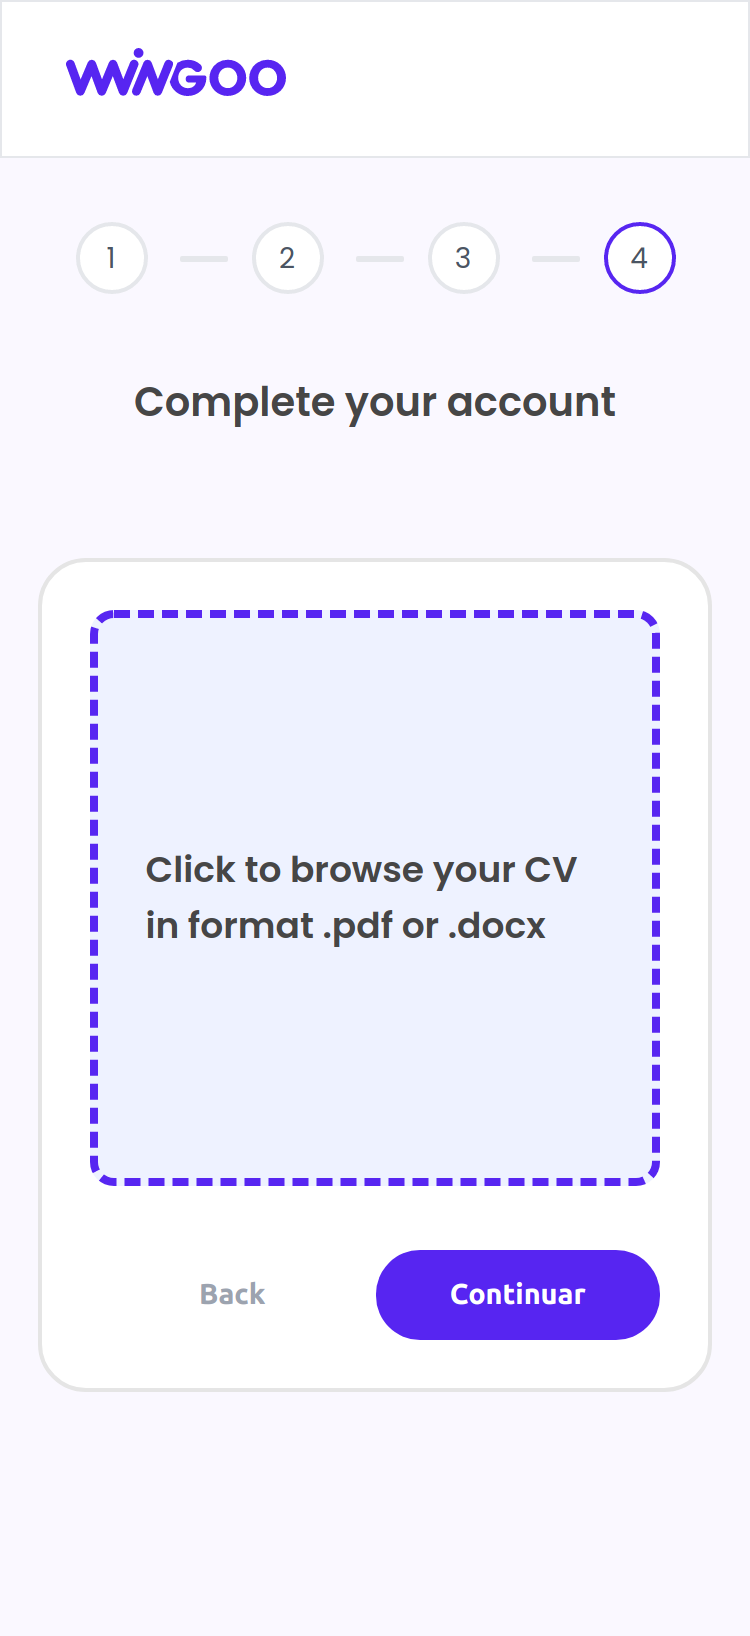 WiNGOO
1
2
3
4
Complete your account
Click to browse your CV
in format .pdf or .docx
Back
Continuar